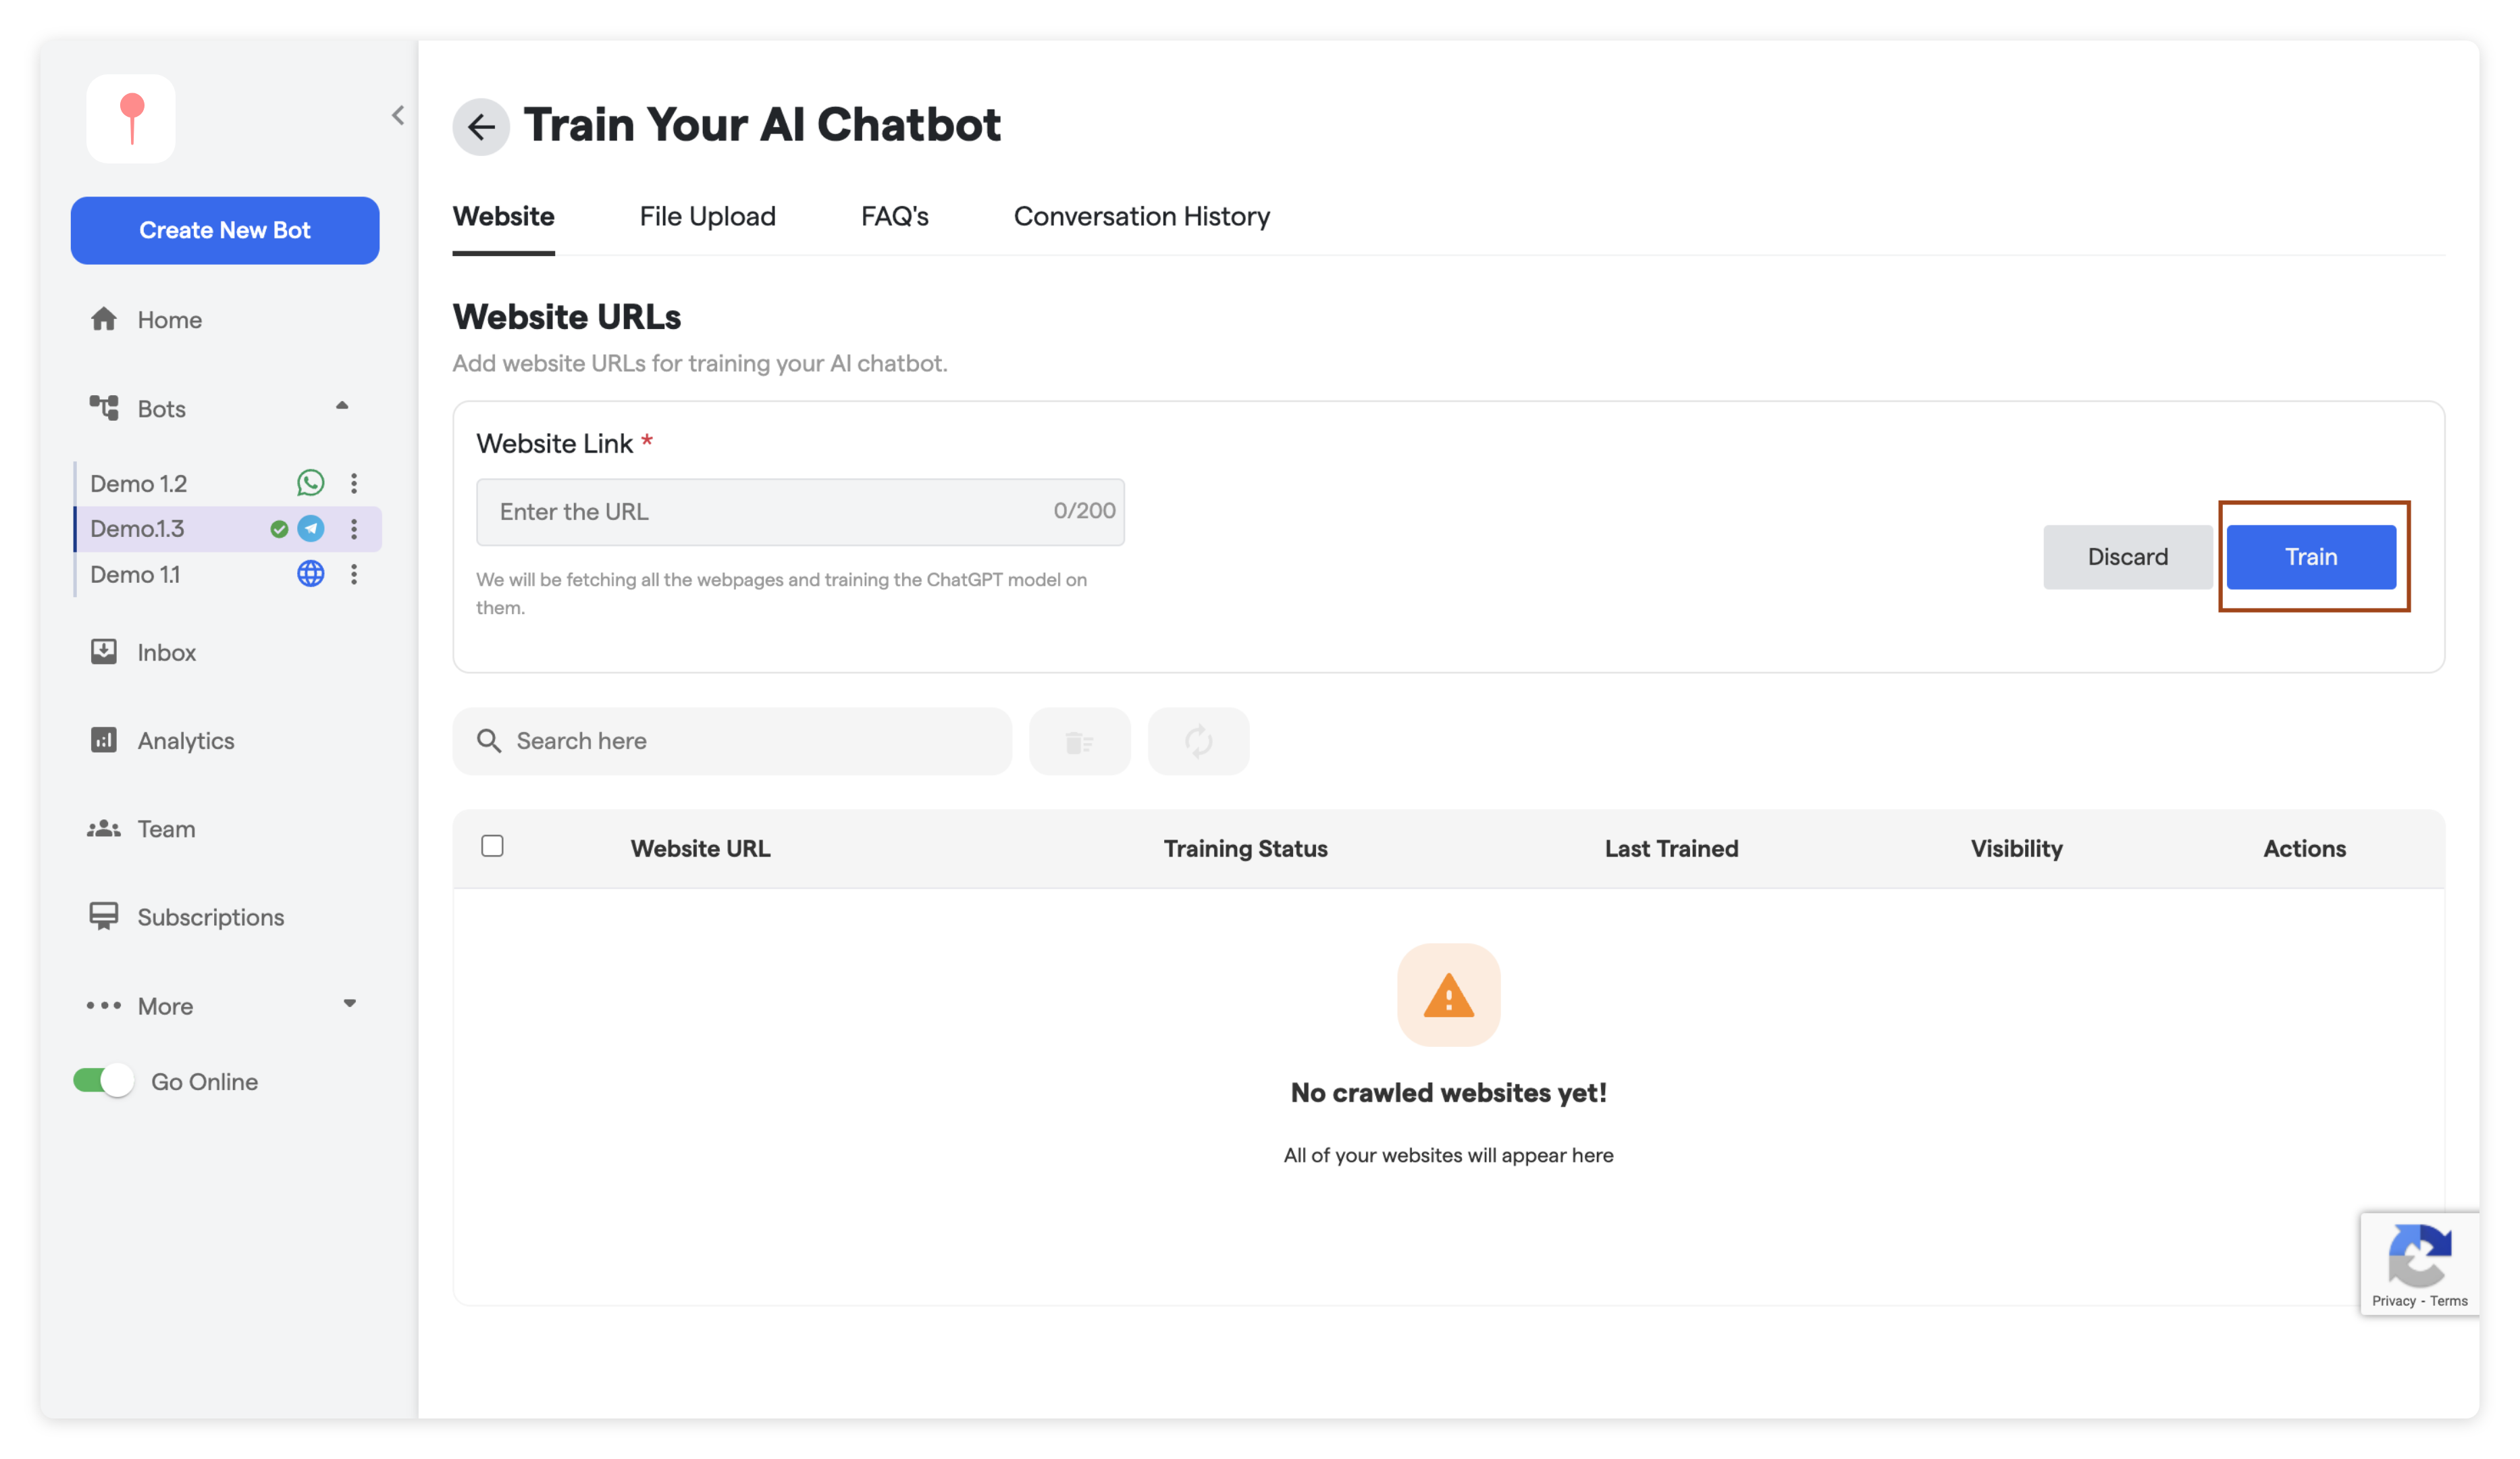 Train Your AI Chatbot
Create New Bot
Home
Bots
Demo 1.2
Demo.1.3
Demo 1.1
Inbox
Analytics
Team
Subscriptions
More
Go Online
Website
File Upload
FAQ's
Conversation History
Website URLs
Add website URLs for training your AI chatbot.
Website Link *
Enter the URL
0/200
We will be fetching all the webpages and training the ChatGPT model on
them.
Discard
Train
Search here
Website URL
Training Status
Last Trained
Visibility
Actions
No crawled websites yet!
All of your websites will appear here
Privacy - Terms